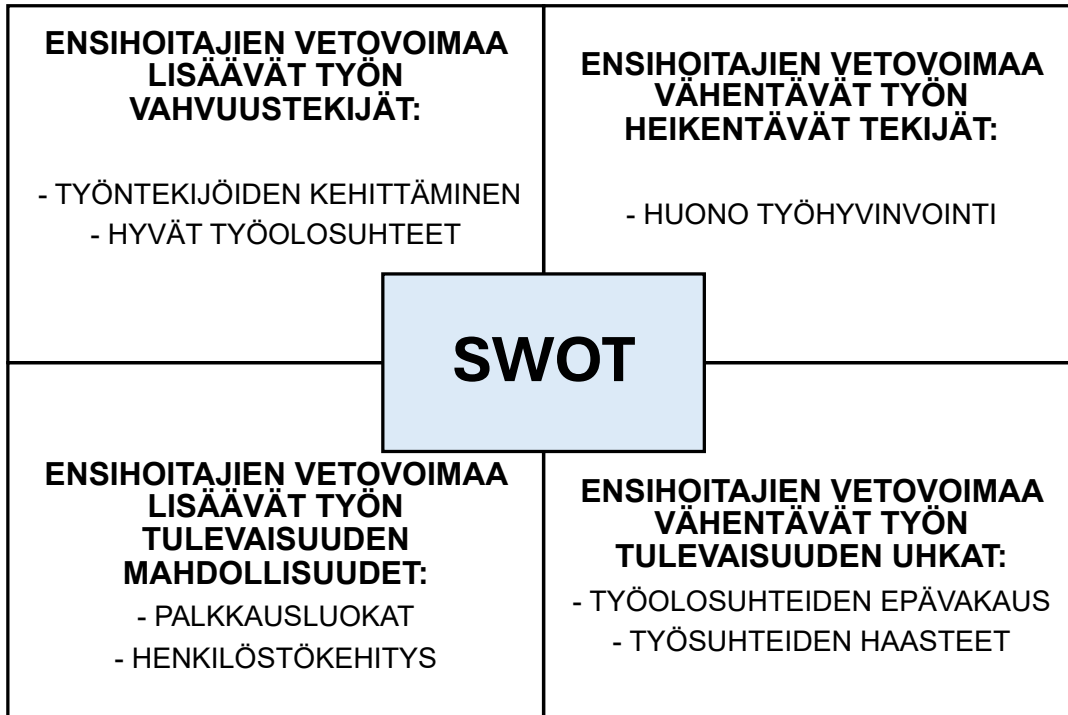 ENSIHOITAJIEN VETOVOIMAA
LISÄÄVÄT TYÖN
VAHVUUSTEKIJÄT:
- TYÖNTEKIJÖIDEN KEHITTÄMINEN
- HYVÄT TYÖOLOSUHTEET
ENSIHOITAJIEN VETOVOIMAA
VÄHENTÄVÄT TYÖN
HEIKENTÄVÄT TEKIJÄT:
- HUONO TYÖHYVINVOINTI
SWOT
ENSIHOITAJIEN VETOVOIMAA
LISÄÄVÄT TYÖN
TULEVAISUUDEN
MAHDOLLISUUDET:
- PALKKAUSLUOKAT
- HENKILÖSTÖKEHITYS
ENSIHOITAJIEN VETOVOIMAA
VÄHENTÄVÄT TYÖN
TULEVAISUUDEN UHKAT:
- TYÖOLOSUHTEIDEN EPÄVAKAUS
- TYÖSUHTEIDEN HAASTEET